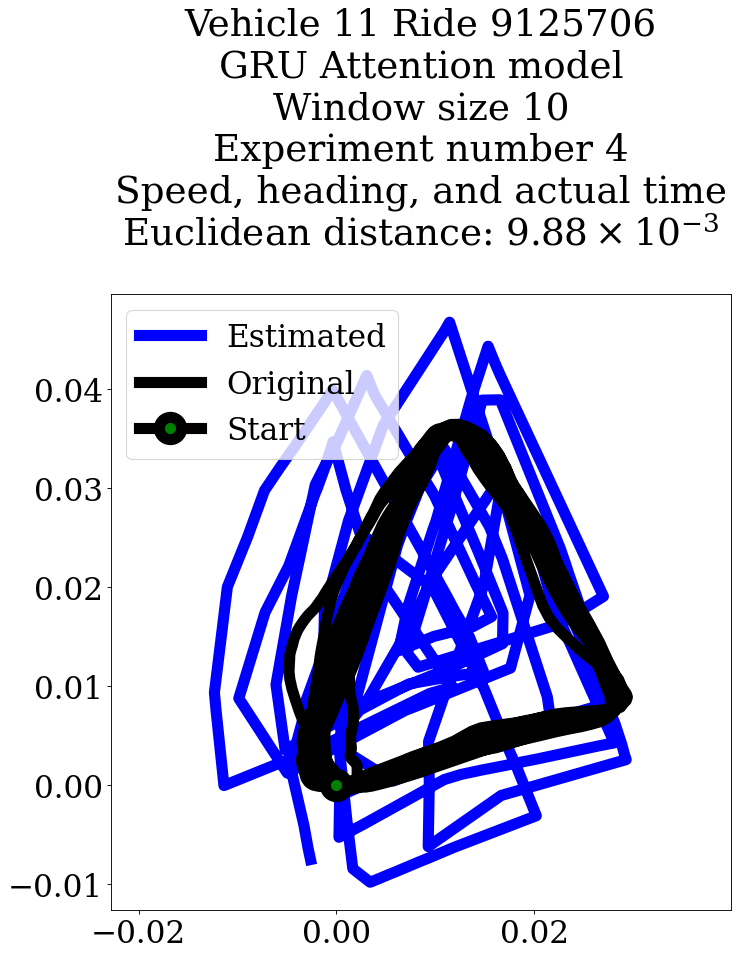 Vehicle 11 Ride 9125706
GRU Attention model
Window size 10
Experiment number 4
Speed, heading, and actual time
Euclidean distance: 9.88 × 10⁻³
Estimated
Original
Start
0.04
0.03
0.02
0.01
0.00
−0.01
−0.02 0.00 0.02